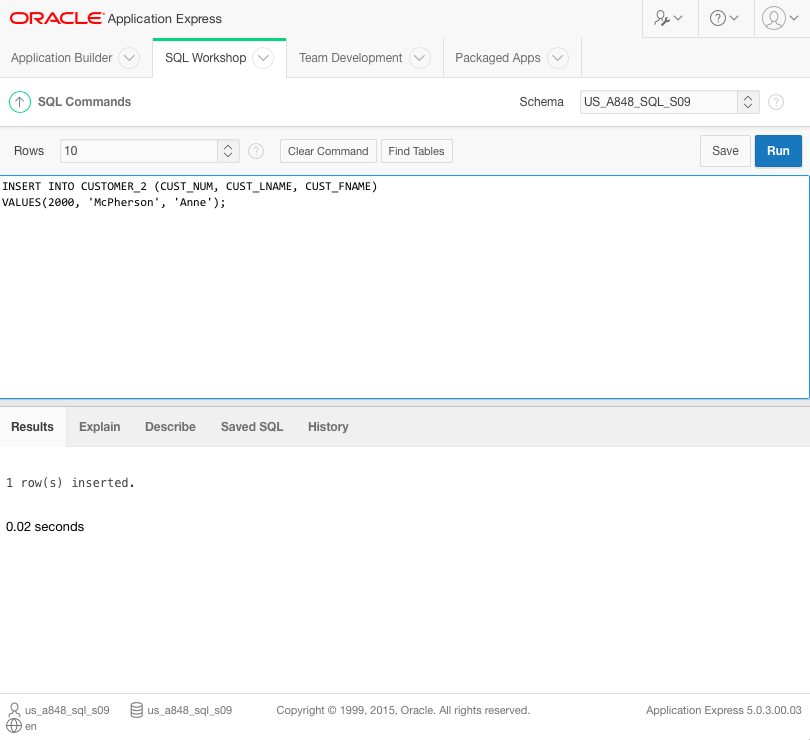 ORACLE Application Express
Application Builder SQL Workshop Team Development Packaged Apps
SQL Commands Schema US_A848_SQL_S09 ?
Rows 10 ? Clear Command Find Tables Save Run
INSERT INTO CUSTOMER_2 (CUST_NUM, CUST_LNAME, CUST_FNAME)
VALUES(2000, 'McPherson', 'Anne');
Results Explain Describe Saved SQL History
1 row(s) inserted.
0.02 seconds
us_a848_sql_s09 us_a848_sql_s09 Copyright © 1999, 2015, Oracle. All rights reserved. Application Express 5.0.3.00.03
en